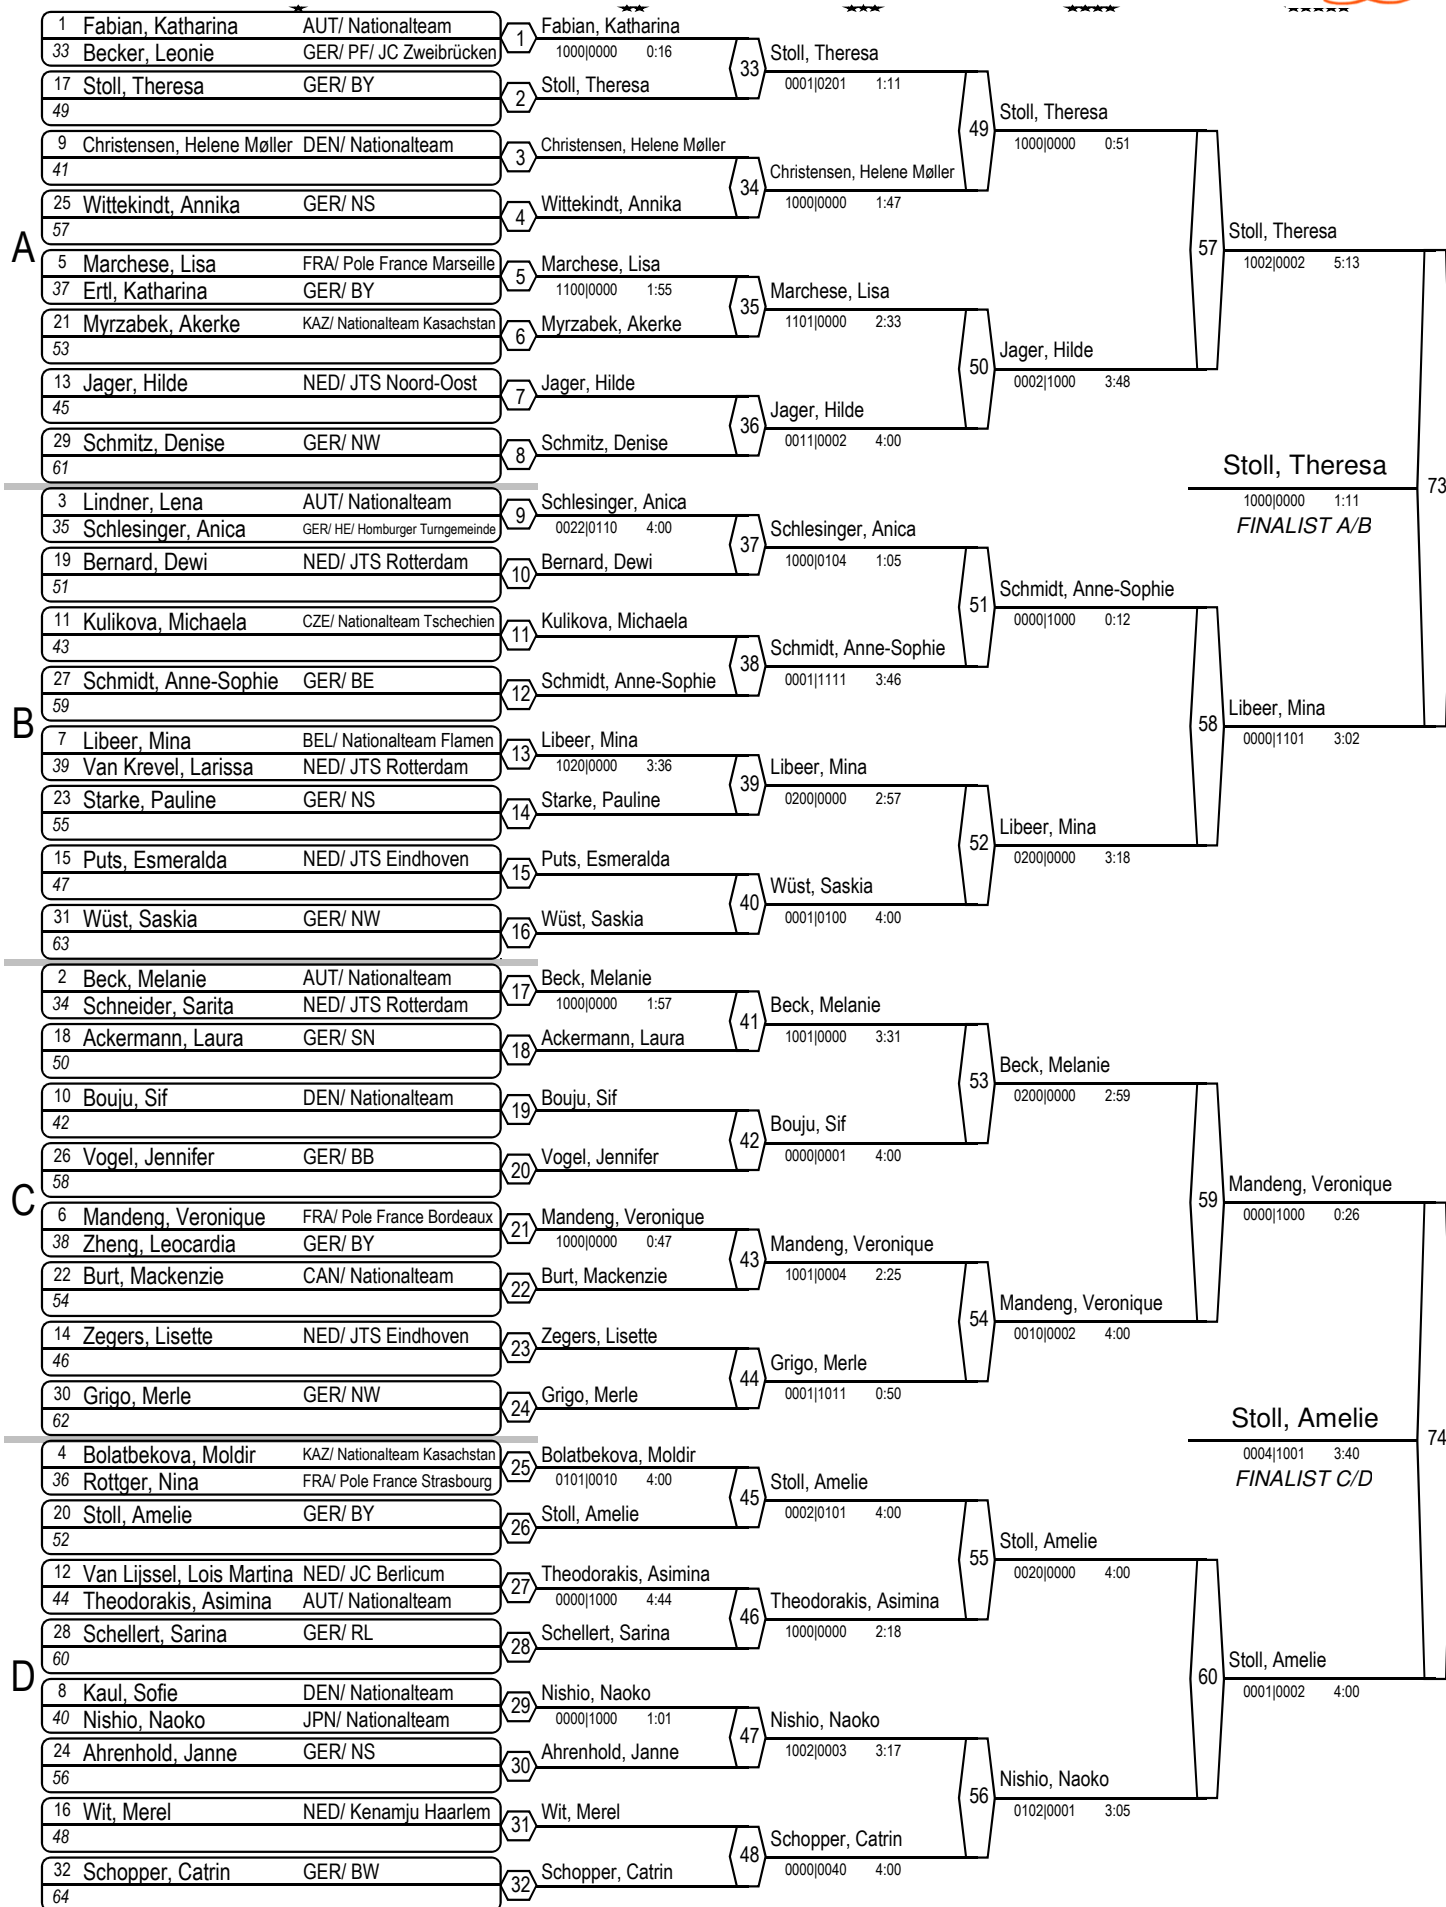 1 Fabian, Katharina AUT/ Nationalteam
33 Becker, Leonie GER/ PF/ JC Zweibrücken
17 Stoll, Theresa GER/ BY
49
9 Christensen, Helene Møller DEN/ Nationalteam
41
25 Wittekindt, Annika GER/ NS
57
A
5 Marchese, Lisa FRA/ Pole France Marseille
37 Ertl, Katharina GER/ BY
21 Myrzabek, Akerke KAZ/ Nationalteam Kasachstan
53
13 Jager, Hilde NED/ JTS Noord-Oost
45
29 Schmitz, Denise GER/ NW
61
3 Lindner, Lena AUT/ Nationalteam
35 Schlesinger, Anica GER/ HE/ Homburger Turngemeinde
19 Bernard, Dewi NED/ JTS Rotterdam
51
11 Kulikova, Michaela CZE/ Nationalteam Tschechien
43
27 Schmidt, Anne-Sophie GER/ BE
59
B
7 Libeer, Mina BEL/ Nationalteam Flamen
39 Van Krevel, Larissa NED/ JTS Rotterdam
23 Starke, Pauline GER/ NS
55
15 Puts, Esmeralda NED/ JTS Eindhoven
47
31 Wüst, Saskia GER/ NW
63
2 Beck, Melanie AUT/ Nationalteam
34 Schneider, Sarita NED/ JTS Rotterdam
18 Ackermann, Laura GER/ SN
50
10 Bouju, Sif DEN/ Nationalteam
42
26 Vogel, Jennifer GER/ BB
58
C
6 Mandeng, Veronique FRA/ Pole France Bordeaux
38 Zheng, Leocardia GER/ BY
22 Burt, Mackenzie CAN/ Nationalteam
54
14 Zegers, Lisette NED/ JTS Eindhoven
46
30 Grigo, Merle GER/ NW
62
4 Bolatbekova, Moldir KAZ/ Nationalteam Kasachstan
36 Rottger, Nina FRA/ Pole France Strasbourg
20 Stoll, Amelie GER/ BY
52
12 Van Lijssel, Lois Martina NED/ JC Berlicum
44 Theodorakis, Asimina AUT/ Nationalteam
28 Schellert, Sarina GER/ RL
60
D
8 Kaul, Sofie DEN/ Nationalteam
40 Nishio, Naoko JPN/ Nationalteam
24 Ahrenhold, Janne GER/ NS
56
16 Wit, Merel NED/ Kenamju Haarlem
48
32 Schopper, Catrin GER/ BW
64
1 Fabian, Katharina
1000|0000 0:16
2 Stoll, Theresa
3 Christensen, Helene Møller
4 Wittekindt, Annika
5 Marchese, Lisa
1100|0000 1:55
6 Myrzabek, Akerke
7 Jager, Hilde
8 Schmitz, Denise
9 Schlesinger, Anica
0022|0110 4:00
10 Bernard, Dewi
11 Kulikova, Michaela
12 Schmidt, Anne-Sophie
13 Libeer, Mina
1020|0000 3:36
14 Starke, Pauline
15 Puts, Esmeralda
16 Wüst, Saskia
17 Beck, Melanie
1000|0000 1:57
18 Ackermann, Laura
19 Bouju, Sif
20 Vogel, Jennifer
21 Mandeng, Veronique
1000|0000 0:47
22 Burt, Mackenzie
23 Zegers, Lisette
24 Grigo, Merle
25 Bolatbekova, Moldir
0101|0010 4:00
26 Stoll, Amelie
27 Theodorakis, Asimina
0000|1000 4:44
28 Schellert, Sarina
29 Nishio, Naoko
0000|1000 1:01
30 Ahrenhold, Janne
31 Wit, Merel
32 Schopper, Catrin
33 Stoll, Theresa
0001|0201 1:11
34 Christensen, Helene Møller
1000|0000 1:47
35 Marchese, Lisa
1101|0000 2:33
36 Jager, Hilde
0011|0002 4:00
37 Schlesinger, Anica
1000|0104 1:05
38 Schmidt, Anne-Sophie
0001|1111 3:46
39 Libeer, Mina
0200|0000 2:57
40 Wüst, Saskia
0001|0100 4:00
41 Beck, Melanie
1001|0000 3:31
42 Bouju, Sif
0000|0001 4:00
43 Mandeng, Veronique
1001|0004 2:25
44 Grigo, Merle
0001|1011 0:50
45 Stoll, Amelie
0002|0101 4:00
46 Theodorakis, Asimina
1000|0000 2:18
47 Nishio, Naoko
1002|0003 3:17
48 Schopper, Catrin
0000|0040 4:00
49 Stoll, Theresa
1000|0000 0:51
50 Jager, Hilde
0002|1000 3:48
51 Schmidt, Anne-Sophie
0000|1000 0:12
52 Libeer, Mina
0200|0000 3:18
53 Beck, Melanie
0200|0000 2:59
54 Mandeng, Veronique
0010|0002 4:00
55 Stoll, Amelie
0020|0000 4:00
56 Nishio, Naoko
0102|0001 3:05
57 Stoll, Theresa
1002|0002 5:13
58 Libeer, Mina
0000|1101 3:02
59 Mandeng, Veronique
0000|1000 0:26
60 Stoll, Amelie
0001|0002 4:00
Stoll, Theresa 73
1000|0000 1:11
FINALIST A/B
Stoll, Amelie 74
0004|1001 3:40
FINALIST C/D